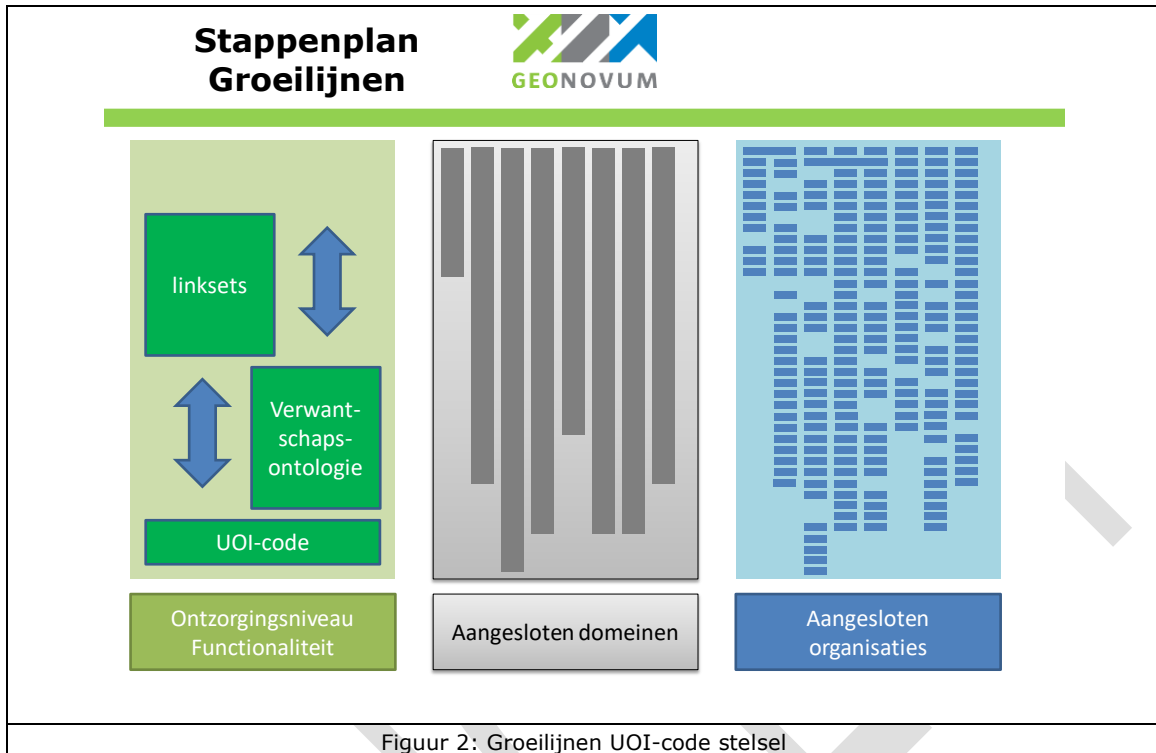 Stappenplan
Groeilijnen
GEONOVUM
linksets
Verwant-
schaps-
ontologie
UOI-code
Ontzorgingsniveau
Functionaliteit
Aangesloten domeinen
Aangesloten
organisaties
Figuur 2: Groeilijnen UOI-code stelsel